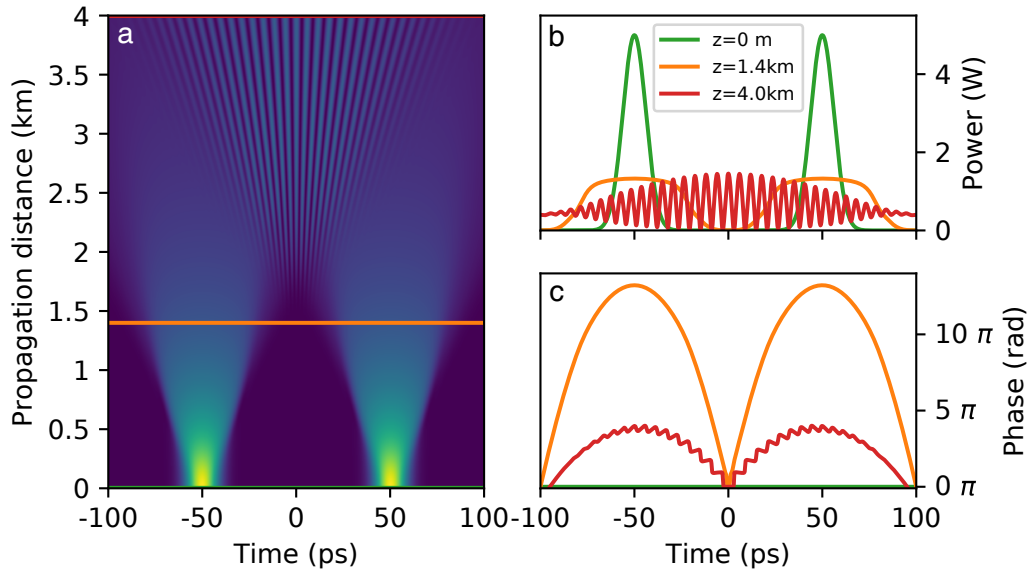 a
4
3.5
3
2.5
2
1.5
1
0.5
0
Propagation distance (km)
-100
-50
0
50
100
Time (ps)
b
z=0 m
z=1.4km
z=4.0km
4
2
0
Power (W)
c
10 π
5 π
0 π
Phase (rad)
-100
-50
0
50
100
Time (ps)